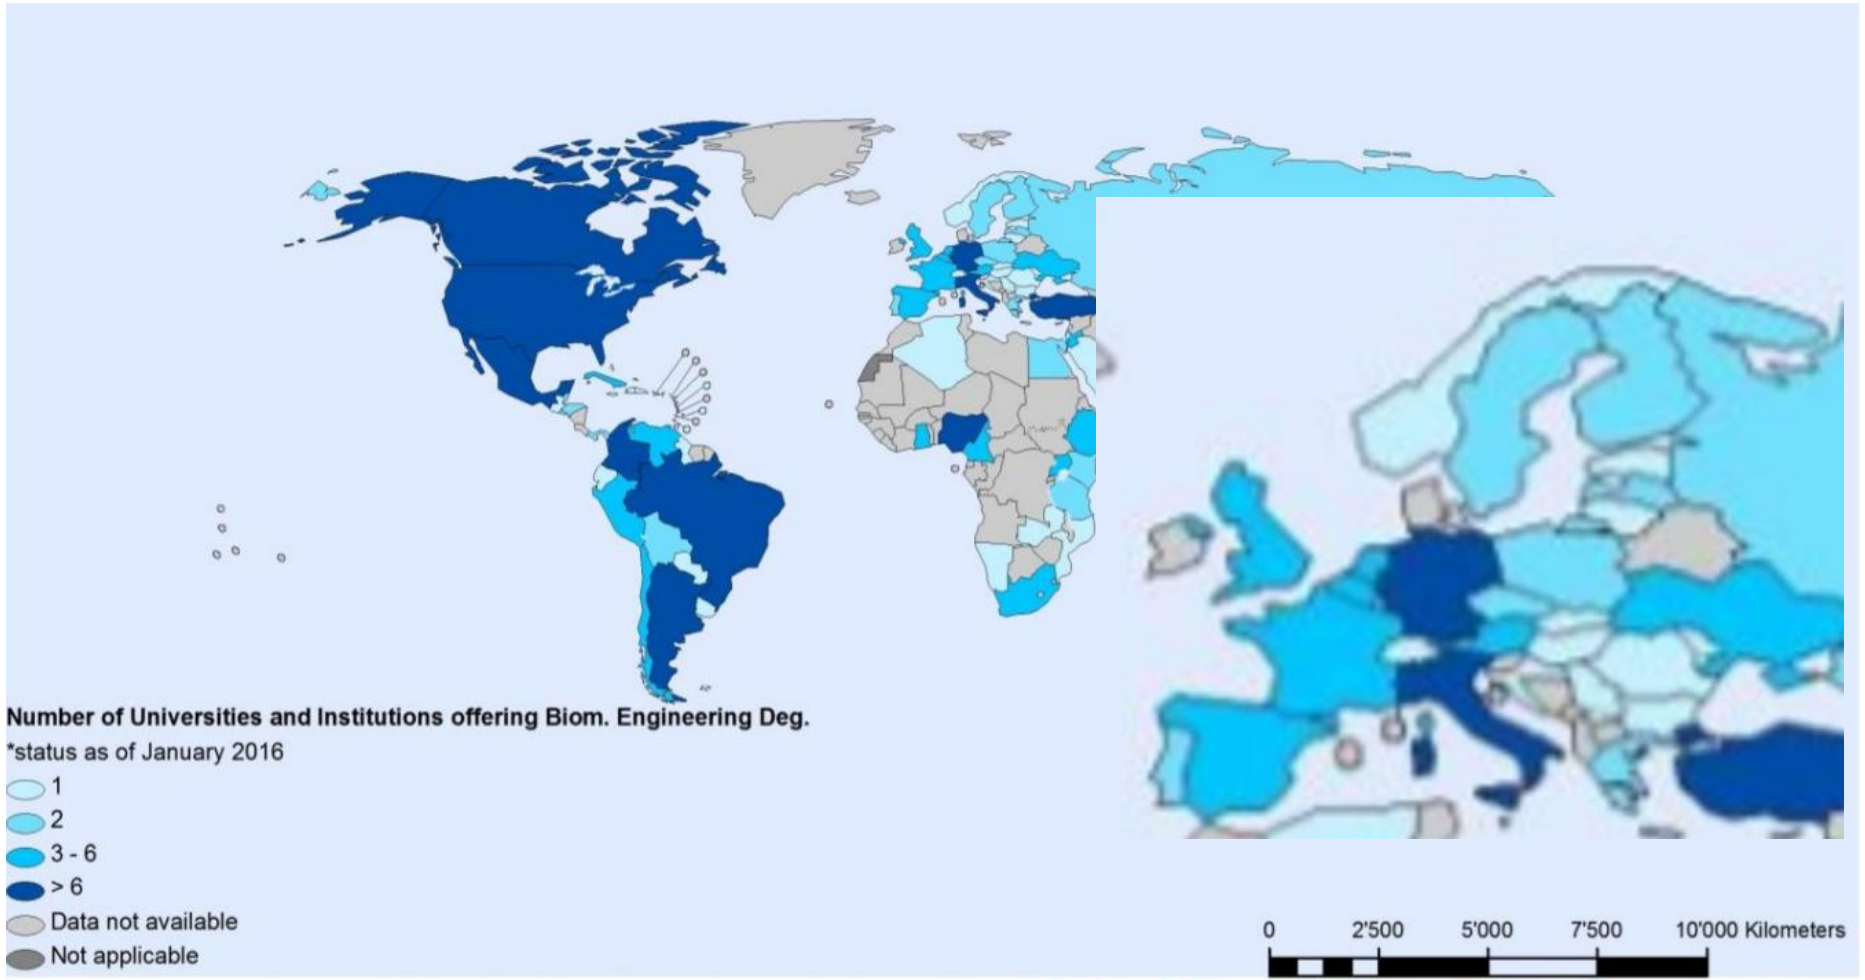 Number of Universities and Institutions offering Biom. Engineering Deg.
*status as of January 2016
1
2
3 - 6
> 6
Data not available
Not applicable
0 2'500 5'000 7'500 10'000 Kilometers